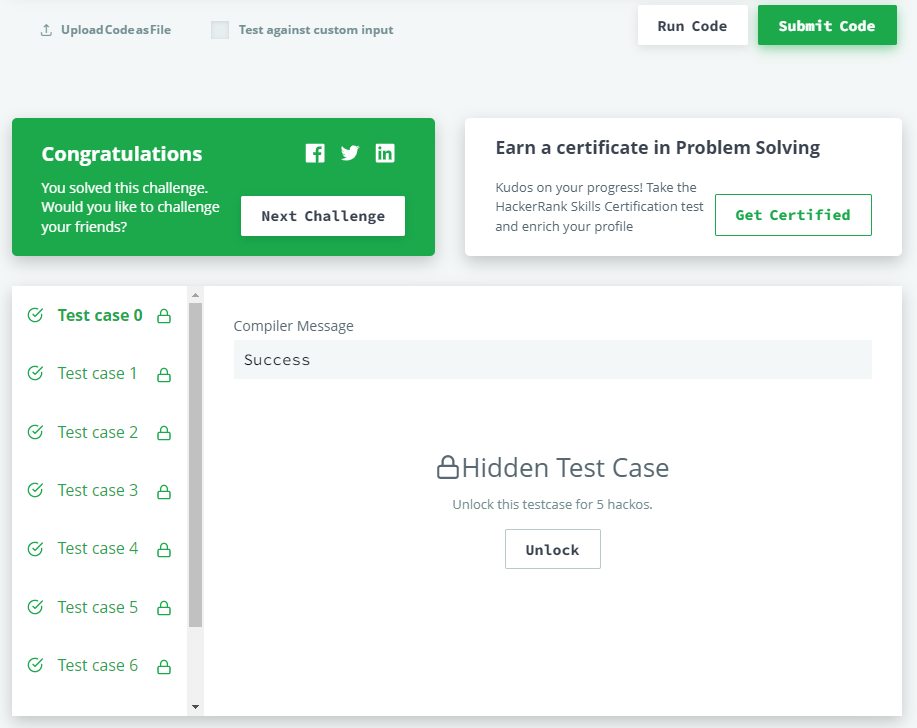 Upload Code as File
Test against custom input
Run Code
Submit Code
Congratulations
You solved this challenge.
Would you like to challenge
your friends?
Next Challenge
Earn a certificate in Problem Solving
Kudos on your progress! Take the
HackerRank Skills Certification test
and enrich your profile
Get Certified
Test case 0
Test case 1
Test case 2
Test case 3
Test case 4
Test case 5
Test case 6
Compiler Message
Success
Hidden Test Case
Unlock this testcase for 5 hackos.
Unlock